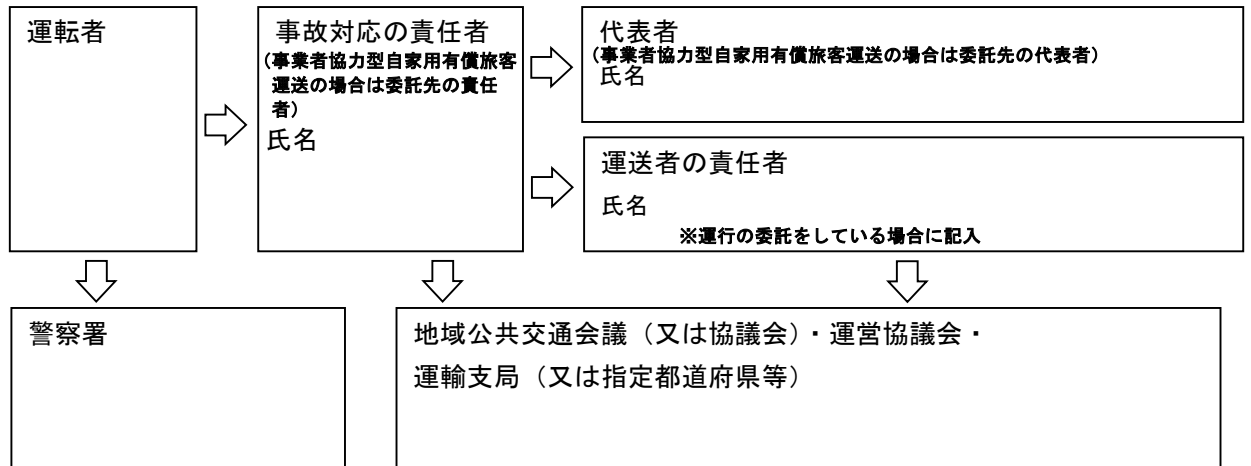 運転者
事故対応の責任者
(事業者協力型自家用有償旅客
運送の場合は委託先の責任
者)
氏名
代表者
(事業者協力型自家用有償旅客運送の場合は委託先の代表者)
氏名
運送者の責任者
氏名
※運行の委託をしている場合に記入
警察署
地域公共交通会議（又は協議会）・運営協議会・
運輸支局（又は指定都道府県等）